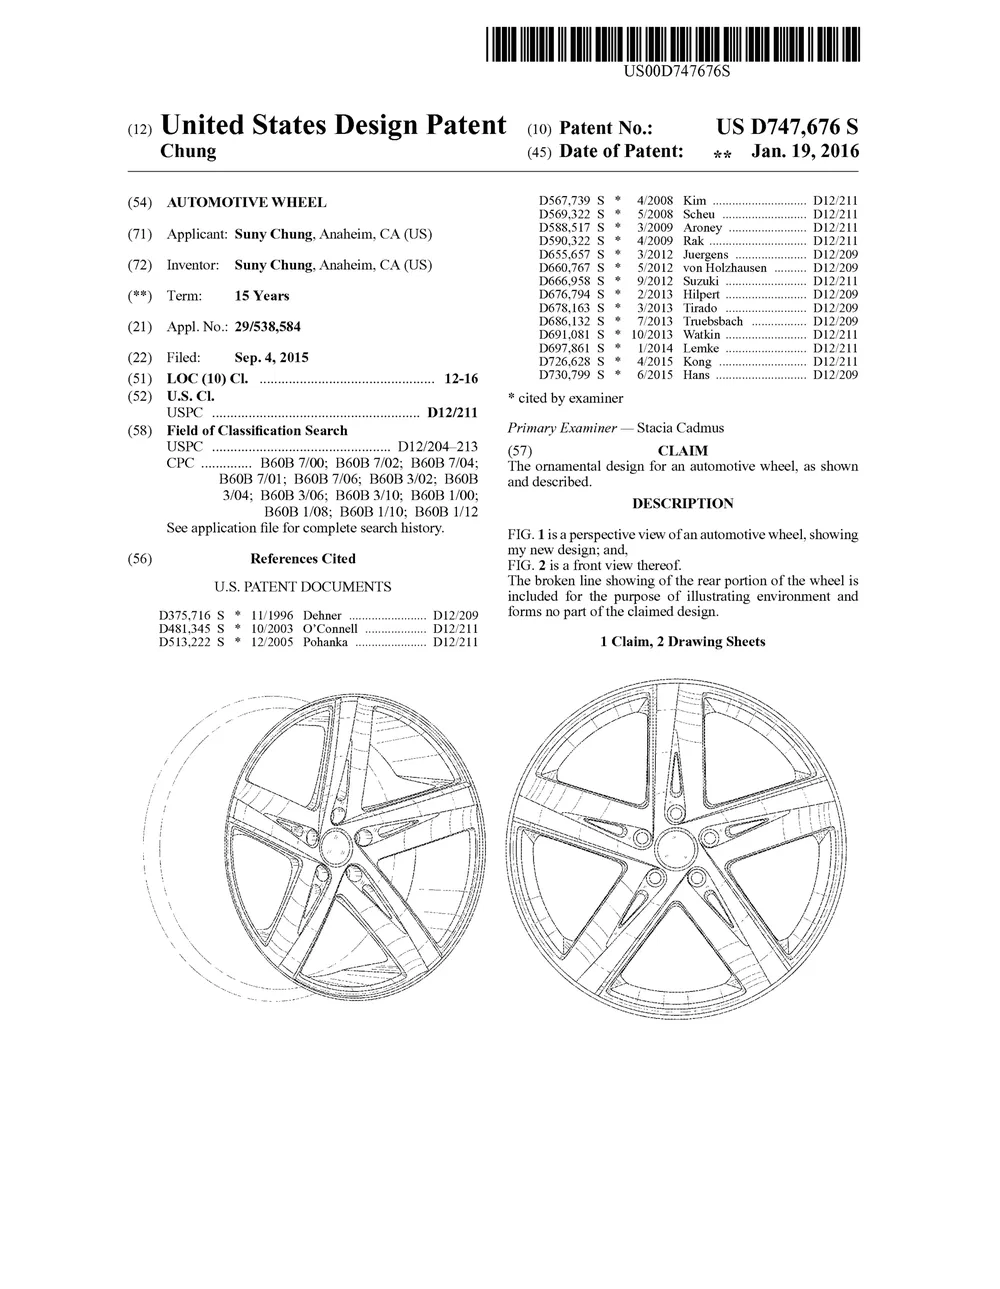 US00D747676S
(12) United States Design Patent
Chung
(10) Patent No.: US D747,676 S
(45) Date of Patent: ** Jan. 19, 2016
(54) AUTOMOTIVE WHEEL
(71) Applicant: Suny Chung, Anaheim, CA (US)
(72) Inventor: Suny Chung, Anaheim, CA (US)
(**) Term: 15 Years
(21) Appl. No.: 29/538,584
(22) Filed: Sep. 4, 2015
(51) LOC (10) Cl. ................................................ 12-16
(52) U.S. Cl.
USPC ......................................................... D12/211
(58) Field of Classification Search
USPC ................................................. D12/204–213
CPC ............. B60B 7/00; B60B 7/02; B60B 7/04;
B60B 7/01; B60B 7/06; B60B 3/02; B60B
3/04; B60B 3/06; B60B 3/10; B60B 1/00;
B60B 1/08; B60B 1/10; B60B 1/12
See application file for complete search history.
(56) References Cited
U.S. PATENT DOCUMENTS
D375,716 S * 11/1996 Dehner ....................... D12/209
D481,345 S * 10/2003 O'Connell .................. D12/211
D513,222 S * 12/2005 Pohanka ..................... D12/211
D567,739 S * 4/2008 Kim ............................ D12/211
D569,322 S * 5/2008 Scheu ......................... D12/211
D588,517 S * 3/2009 Aroney ....................... D12/211
D590,322 S * 4/2009 Rak ............................. D12/211
D655,657 S * 3/2012 Juergens ..................... D12/209
D660,767 S * 5/2012 von Holzhausen ......... D12/209
D666,958 S * 9/2012 Suzuki ........................ D12/211
D676,794 S * 2/2013 Hilpert ........................ D12/209
D678,163 S * 3/2013 Tirado ........................ D12/209
D686,132 S * 7/2013 Truebsbach ................ D12/209
D691,081 S * 10/2013 Watkin ........................ D12/211
D697,861 S * 1/2014 Lemke ........................ D12/211
D726,628 S * 4/2015 Kong .......................... D12/211
D730,799 S * 6/2015 Hans ........................... D12/209
* cited by examiner
Primary Examiner — Stacia Cadmus
(57) CLAIM
The ornamental design for an automotive wheel, as shown
and described.
DESCRIPTION
FIG. 1 is a perspective view of an automotive wheel, showing
my new design; and,
FIG. 2 is a front view thereof.
The broken line showing of the rear portion of the wheel is
included for the purpose of illustrating environment and
forms no part of the claimed design.
1 Claim, 2 Drawing Sheets